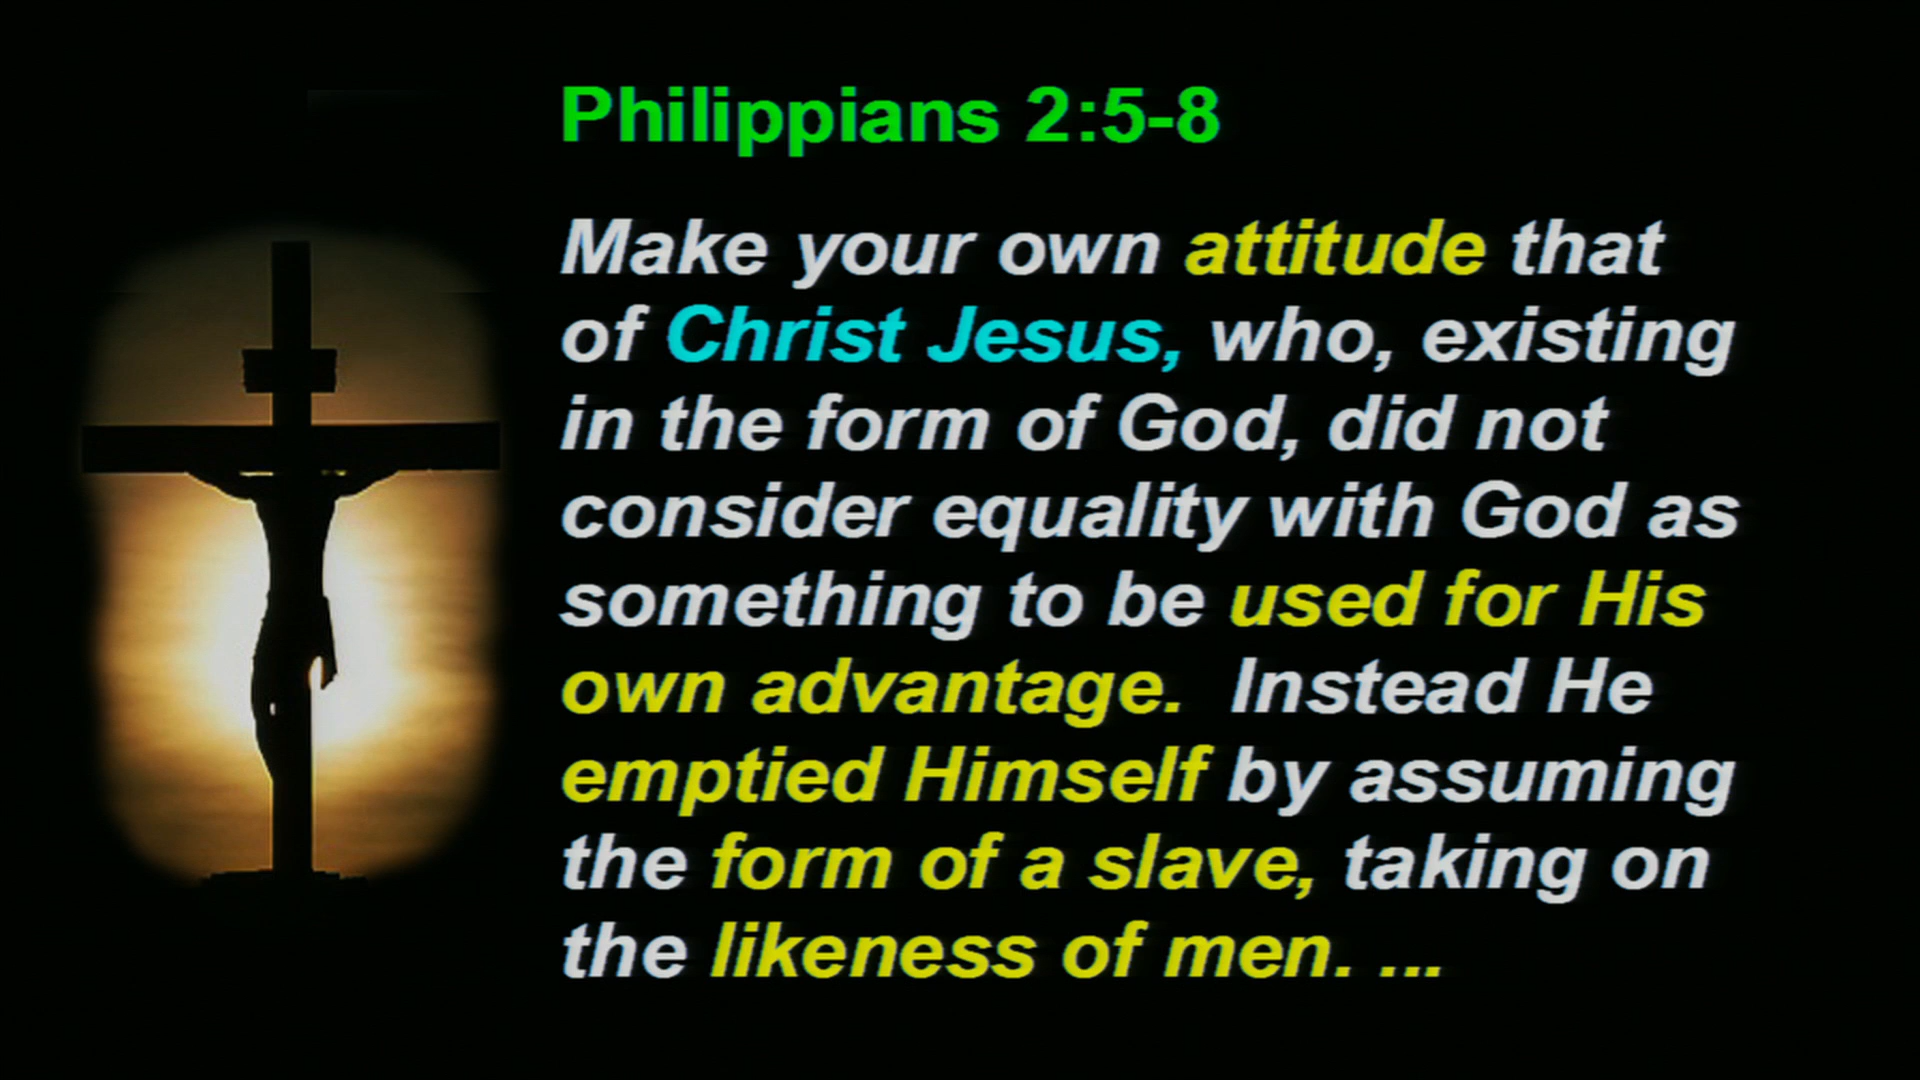 Philippians 2:5-8
Make your own attitude that
of Christ Jesus, who, existing
in the form of God, did not
consider equality with God as
something to be used for His
own advantage.  Instead He
emptied Himself by assuming
the form of a slave, taking on
the likeness of men. ...